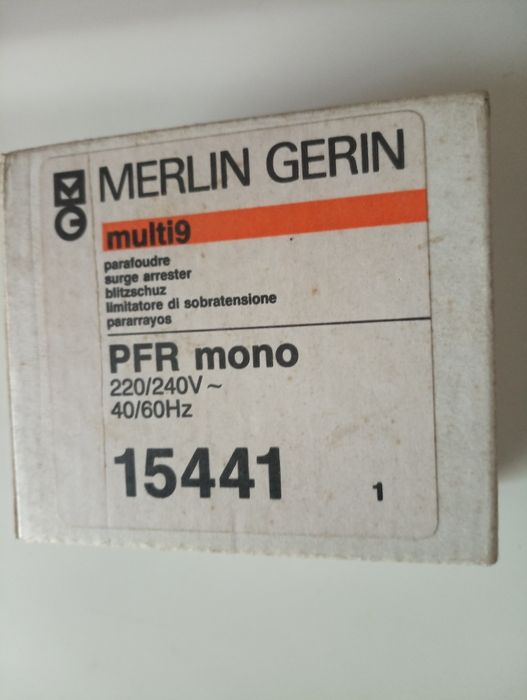 MG
MERLIN GERIN
multi9
parafoudre
surge arrester
blitzschuz
limitatore di sobratensione
pararrayos
PFR mono
220/240V ~
40/60Hz
15441
1